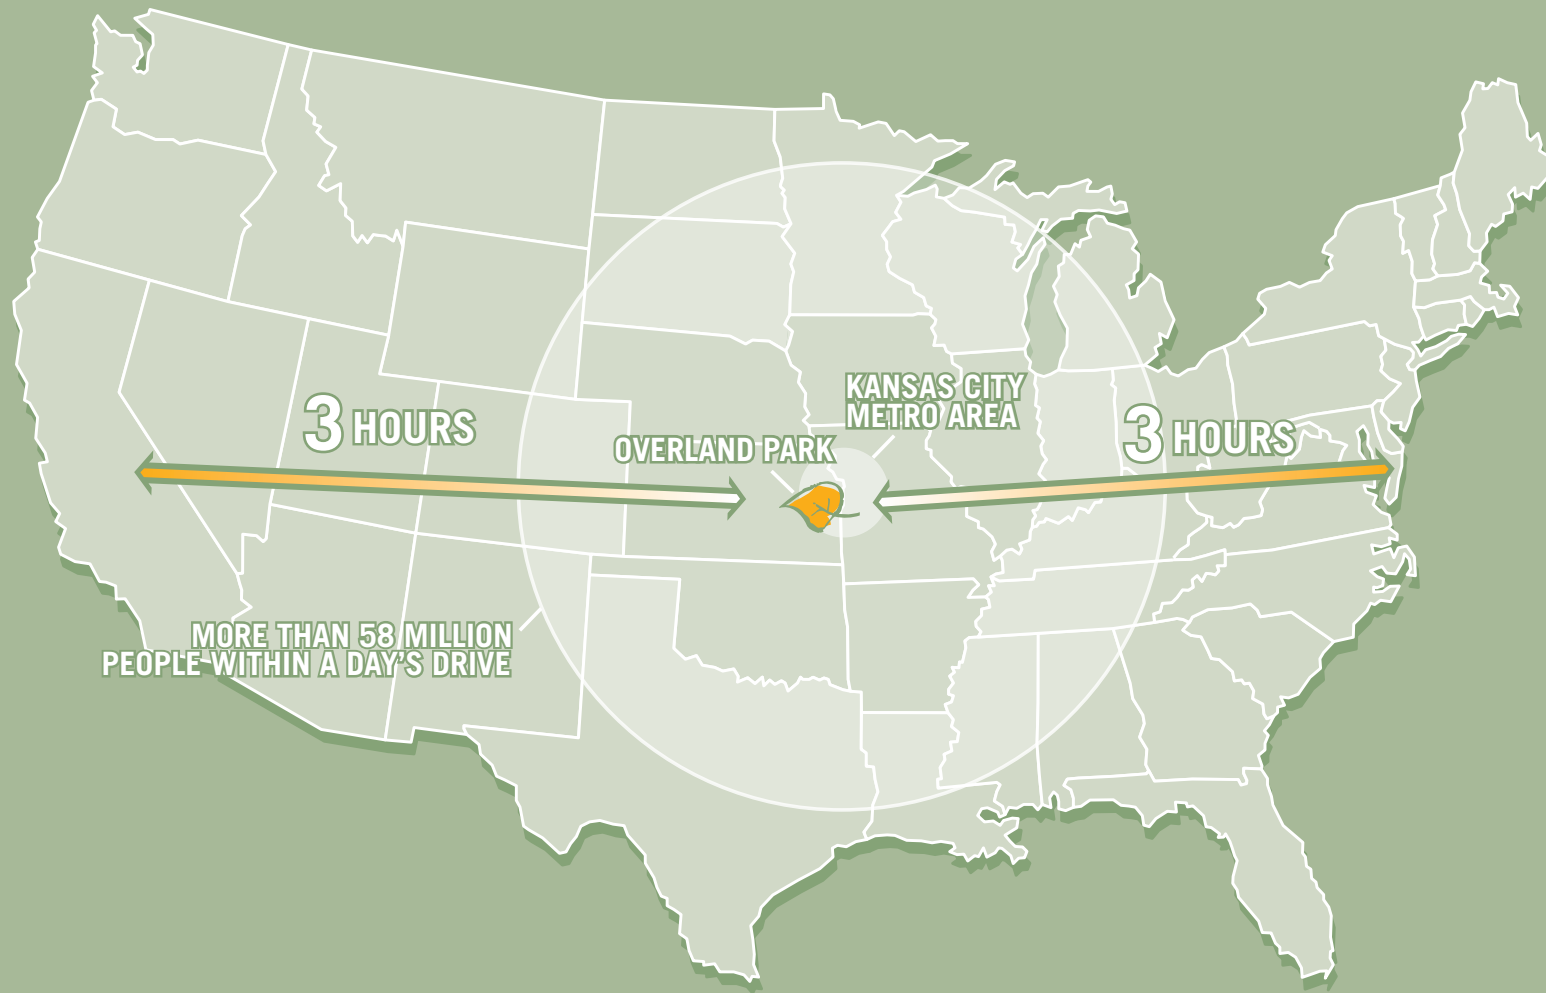 3 HOURS
OVERLAND PARK
KANSAS CITY
METRO AREA
3 HOURS
MORE THAN 58 MILLION
PEOPLE WITHIN A DAY'S DRIVE